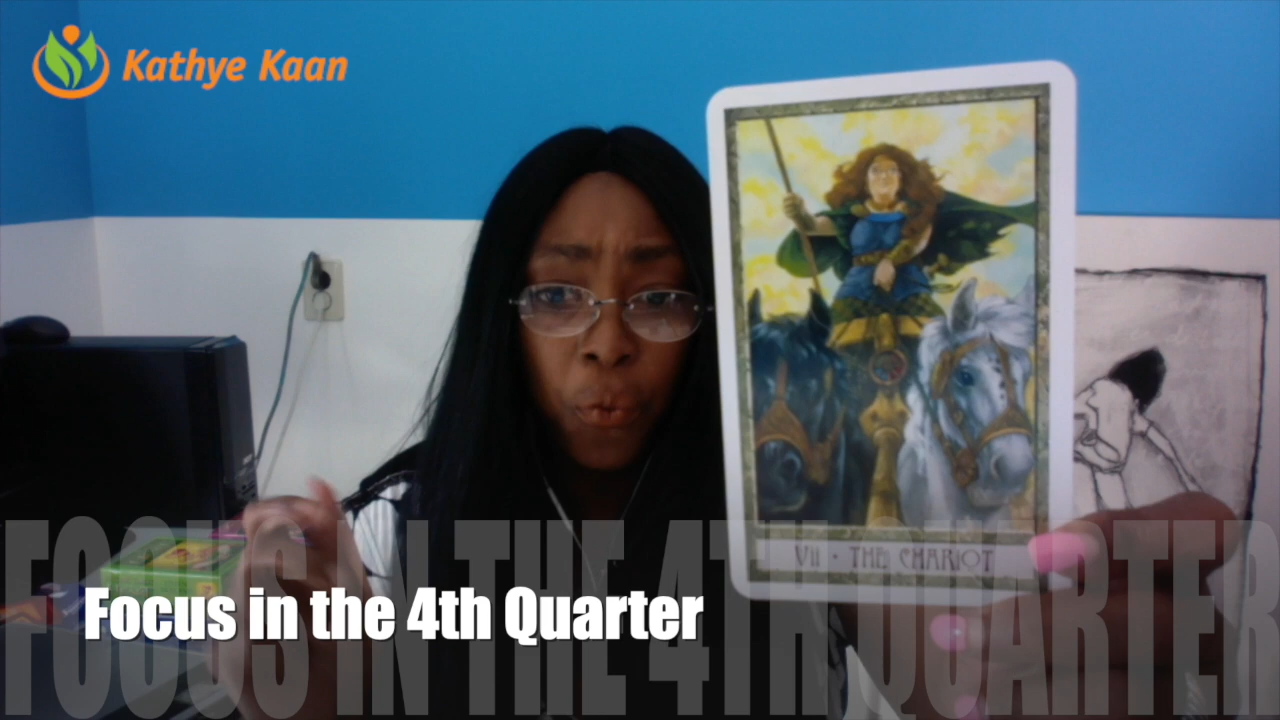 Kathye Kaan
VII · THE CHARIOT
FOCUS IN THE 4TH QUARTER
Focus in the 4th Quarter